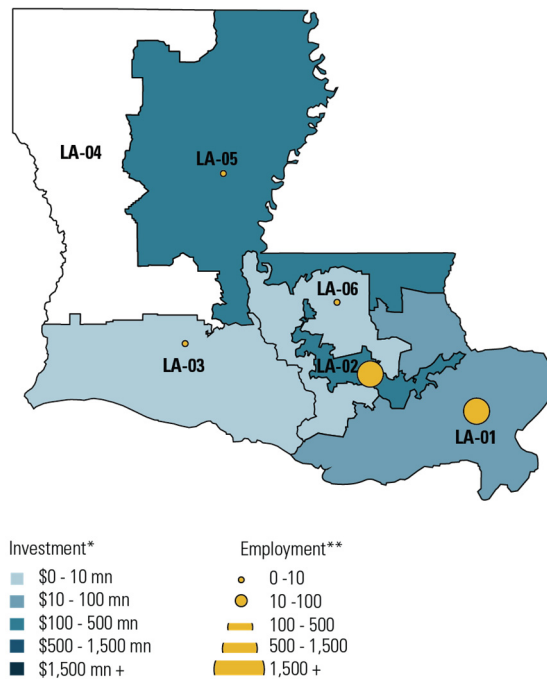 LA-04
LA-05
LA-06
LA-03
LA-02
LA-01
Investment*
$0 - 10 mn
$10 - 100 mn
$100 - 500 mn
$500 - 1,500 mn
$1,500 mn +
Employment**
0 -10
10 -100
100 - 500
500 - 1,500
1,500 +